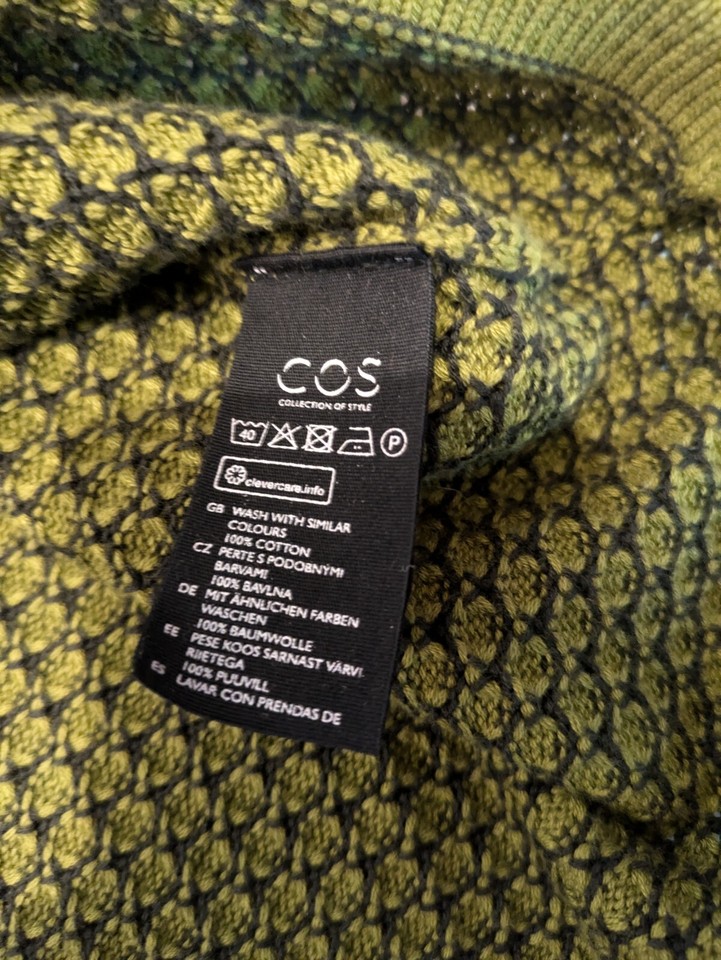 COS
COLLECTION OF STYLE
40 P
clevercare.info
GB WASH WITH SIMILAR
COLOURS
100% COTTON
CZ PERTE S PODOBNÝMI
BARVAMI
100% BAVLNA
DE MIT ÄHNLICHEN FARBEN
WASCHEN
100% BAUMWOLLE
EE PESE KOOS SARNAST VÄRVI
RIIETEGA
100% PUUVILL
ES LAVAR CON PRENDAS DE